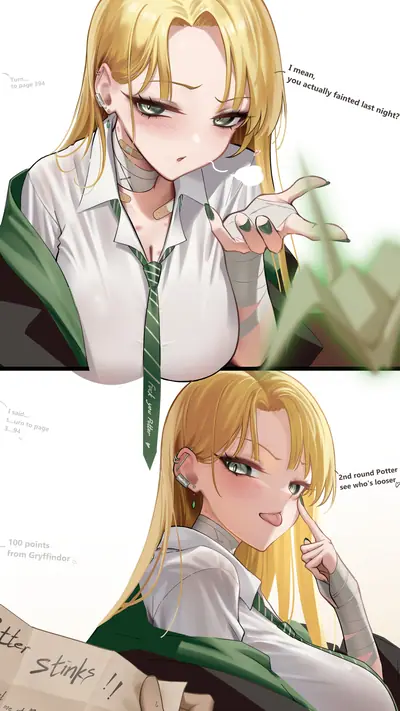 Turn...
to page 394
I mean,
you actually fainted last night?
Fuck you Potter
I said...
t...urn to page
3...94
2nd round Potter
see who's looser
100 points
from Gryffindor
tter
stinks !!